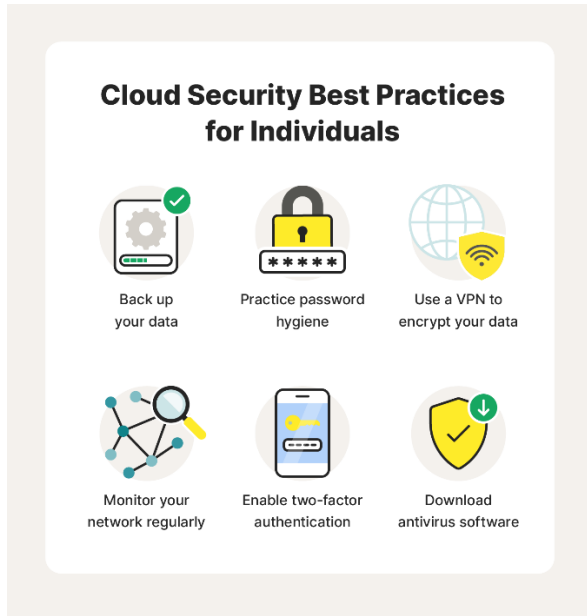 Cloud Security Best Practices
for Individuals
Back up
your data
*****
Practice password
hygiene
Use a VPN to
encrypt your data
Monitor your
network regularly
Enable two-factor
authentication
Download
antivirus software